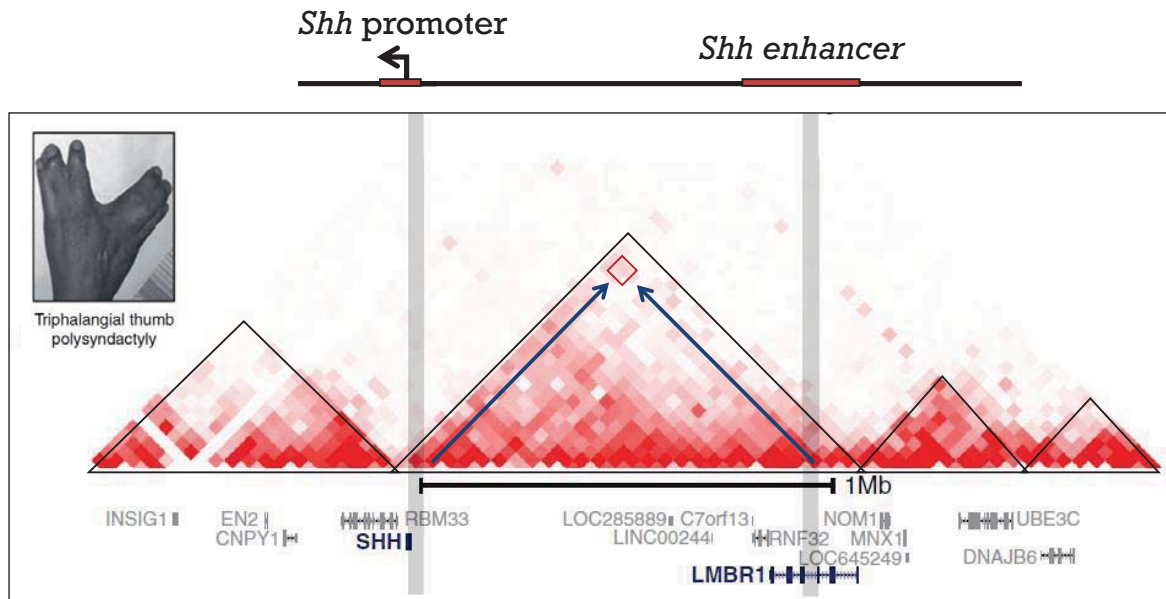 Shh promoter
Shh enhancer
Triphalangial thumb
polysyndactyly
1Mb
INSIG1 EN2 RBM33 LOC285889 C7orf13 NOM1 UBE3C
CNPY1 SHH LINC00244 RNF32 MNX1
LOC645249 DNAJB6
LMBR1